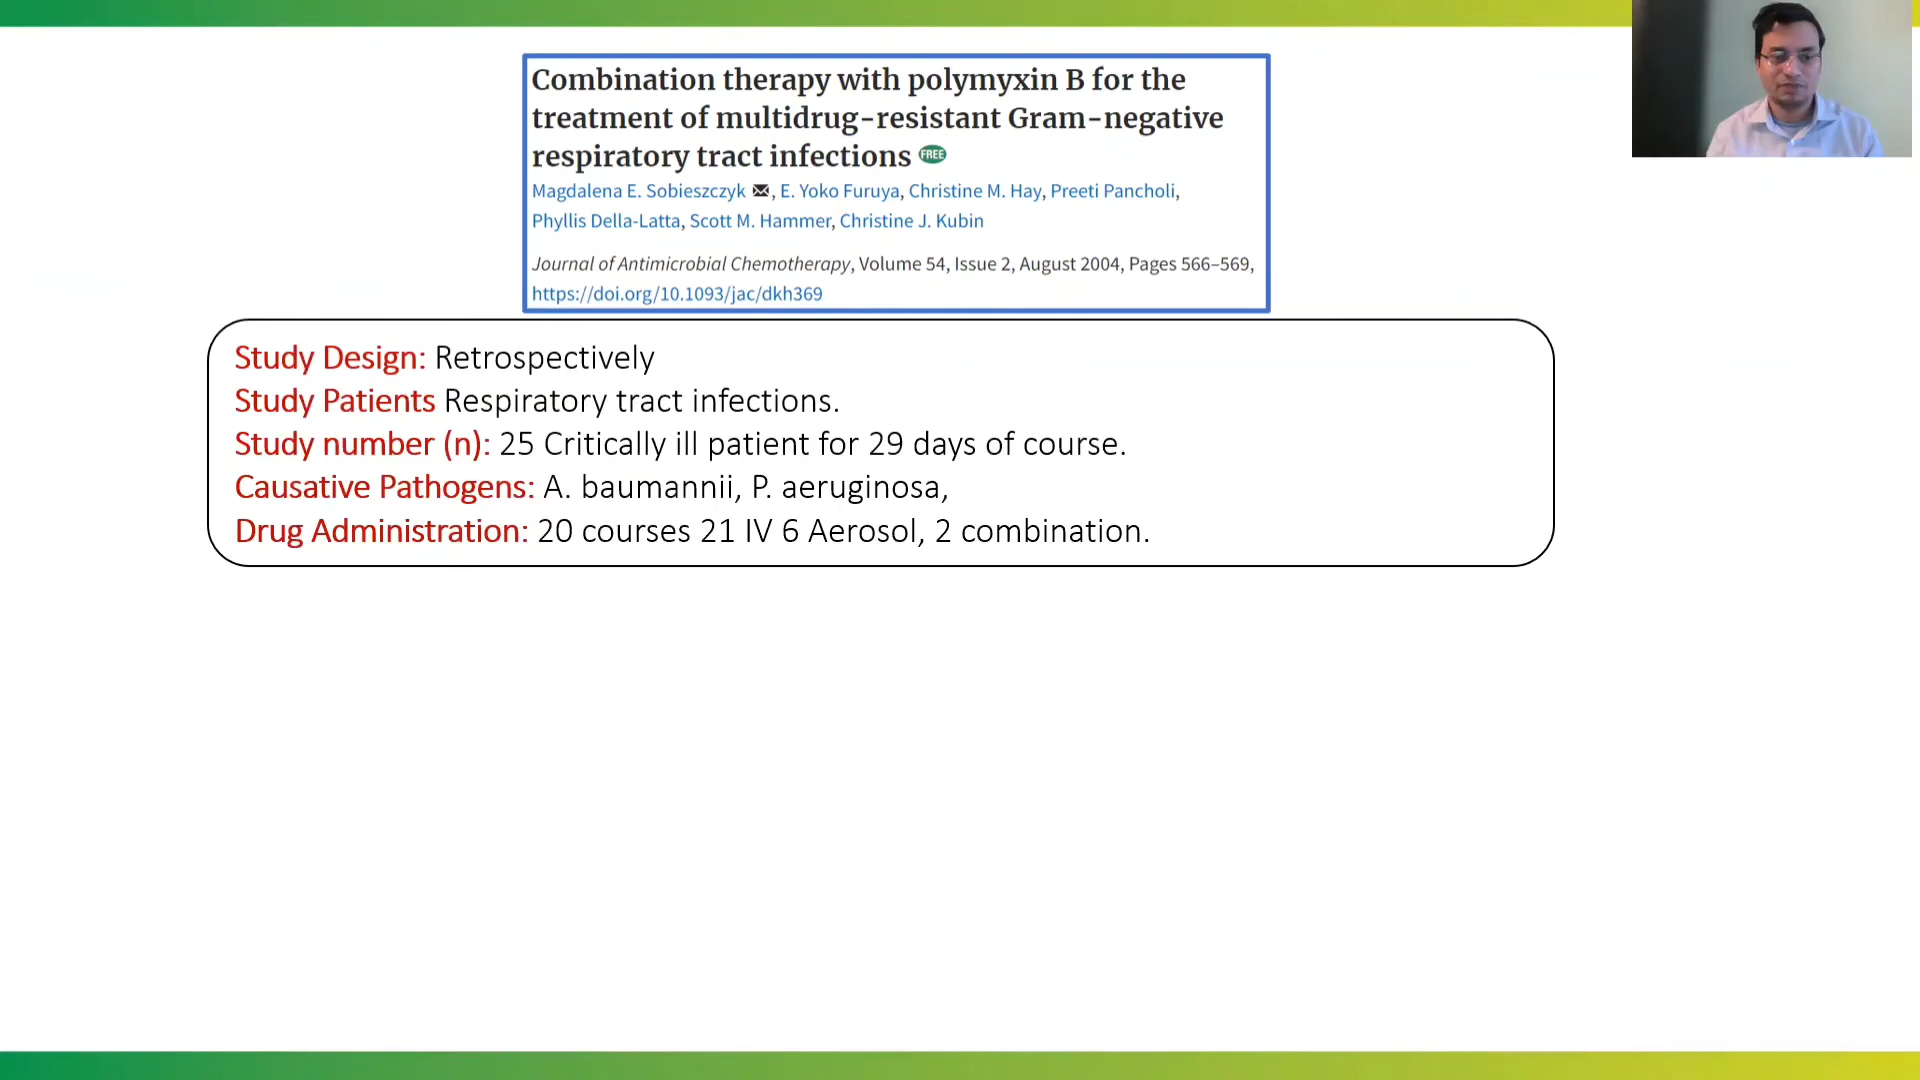 Combination therapy with polymyxin B for the
treatment of multidrug-resistant Gram-negative
respiratory tract infections FREE
Magdalena E. Sobieszczyk ✉, E. Yoko Furuya, Christine M. Hay, Preeti Pancholi,
Phyllis Della-Latta, Scott M. Hammer, Christine J. Kubin
Journal of Antimicrobial Chemotherapy, Volume 54, Issue 2, August 2004, Pages 566–569,
https://doi.org/10.1093/jac/dkh369
Study Design: Retrospectively
Study Patients Respiratory tract infections.
Study number (n): 25 Critically ill patient for 29 days of course.
Causative Pathogens: A. baumannii, P. aeruginosa,
Drug Administration: 20 courses 21 IV 6 Aerosol, 2 combination.